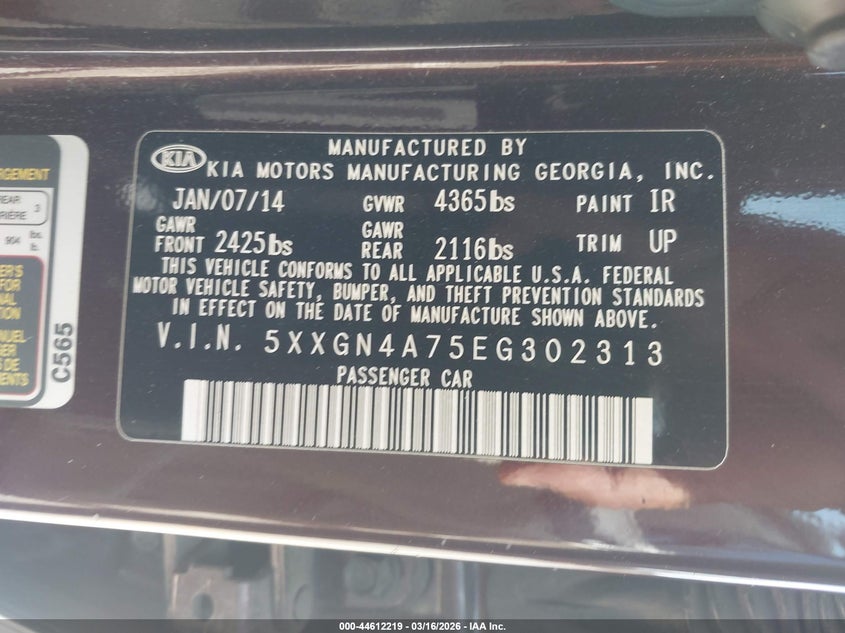 MANUFACTURED BY
KIA KIA MOTORS MANUFACTURING GEORGIA, INC.
JAN/07/14 GVWR 4365lbs PAINT IR
GAWR FRONT 2425lbs GAWR REAR 2116lbs TRIM UP
THIS VEHICLE CONFORMS TO ALL APPLICABLE U.S.A. FEDERAL
MOTOR VEHICLE SAFETY, BUMPER, AND THEFT PREVENTION STANDARDS
IN EFFECT ON THE DATE OF MANUFACTURE SHOWN ABOVE.
V.I.N. 5XXGN4A75EG302313
PASSENGER CAR
C565
904 lbs.
000-44612219 - 03/16/2026 - IAA Inc.